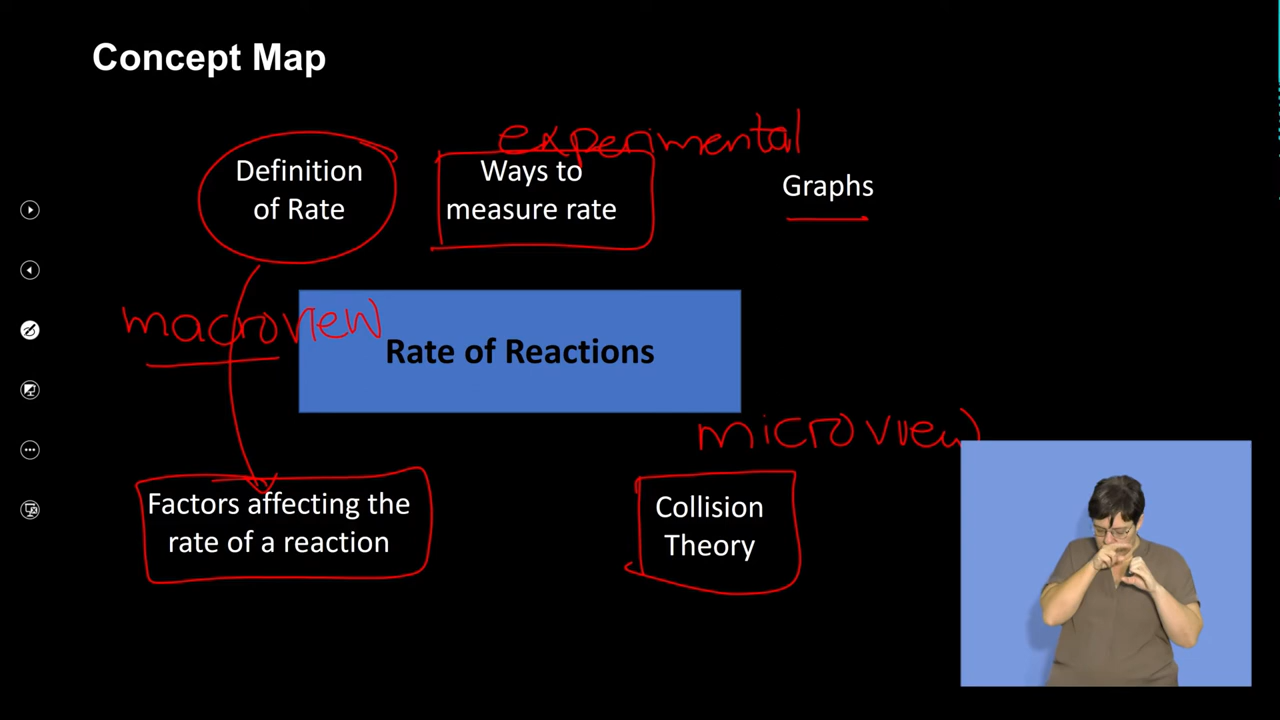 Concept Map
experimental
Definition
of Rate
Ways to
measure rate
Graphs
macroview
Rate of Reactions
microview
Factors affecting the
rate of a reaction
Collision
Theory